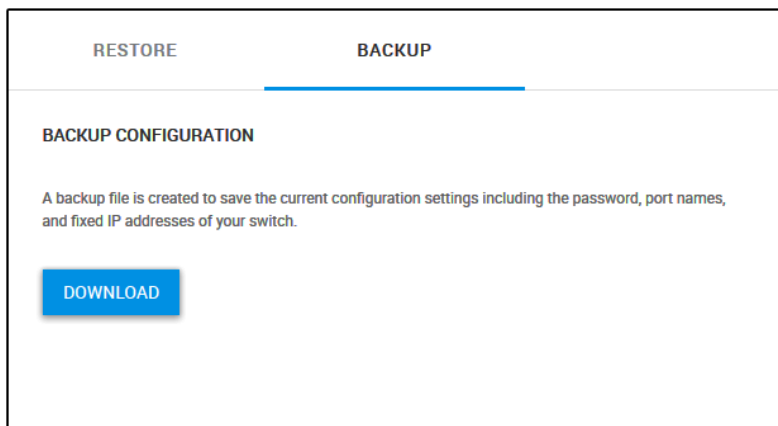 RESTORE
BACKUP
BACKUP CONFIGURATION
A backup file is created to save the current configuration settings including the password, port names,
and fixed IP addresses of your switch.
DOWNLOAD